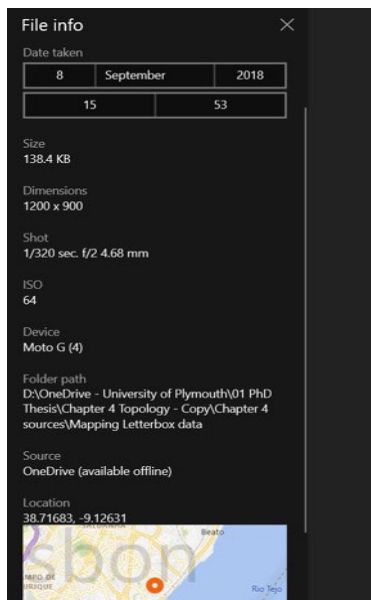 File info
Date taken
8 September 2018
15 53
Size
138.4 KB
Dimensions
1200 x 900
Shot
1/320 sec. f/2 4.68 mm
ISO
64
Device
Moto G (4)
Folder path
D:\OneDrive - University of Plymouth\01 PhD
Thesis\Chapter 4 Topology - Copy\Chapter 4
sources\Mapping Letterbox data
Source
OneDrive (available offline)
Location
38.71683, -9.12631
Beato
sbon
MPO DE
URIQUE
Rio Tejo